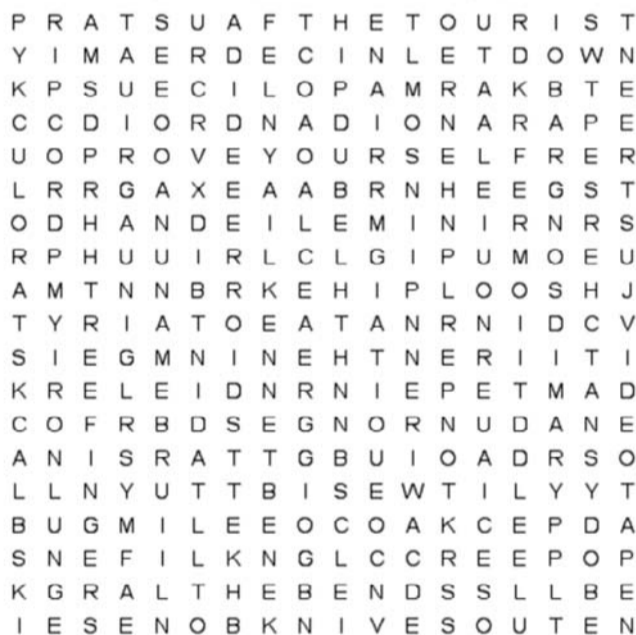 P R A T S U A F T H E T O U R I S T
Y I M A E R D E C I N L E T D O W N
K P S U E C I L O P A M R A K B T E
C C D I O R D N A D I O N A R A P E
U O P R O V E Y O U R S E L F R E R
L R R G A X E A A B R N H E E G S T
O D H A N D E I L E M I N I R N R S
R P H U U I R L C L G I P U M O E U
A M T N N B R K E H I P L O O S H J
T Y R I A T O E A T A N R N I D C V
S I E G M N I N E H T N E R I I T I
K R E L E I D N R N I E P E T M A D
C O F R B D S E G N O R N U D A N E
A N I S R A T T G B U I O A D R S O
L L N Y U T T B I S E W T I L Y Y T
B U G M I L E E O C O A K C E P D A
S N E F I L K N G L C C R E E P O P
K G R A L T H E B E N D S S L L B E
I E S E N O B K N I V E S O U T E N